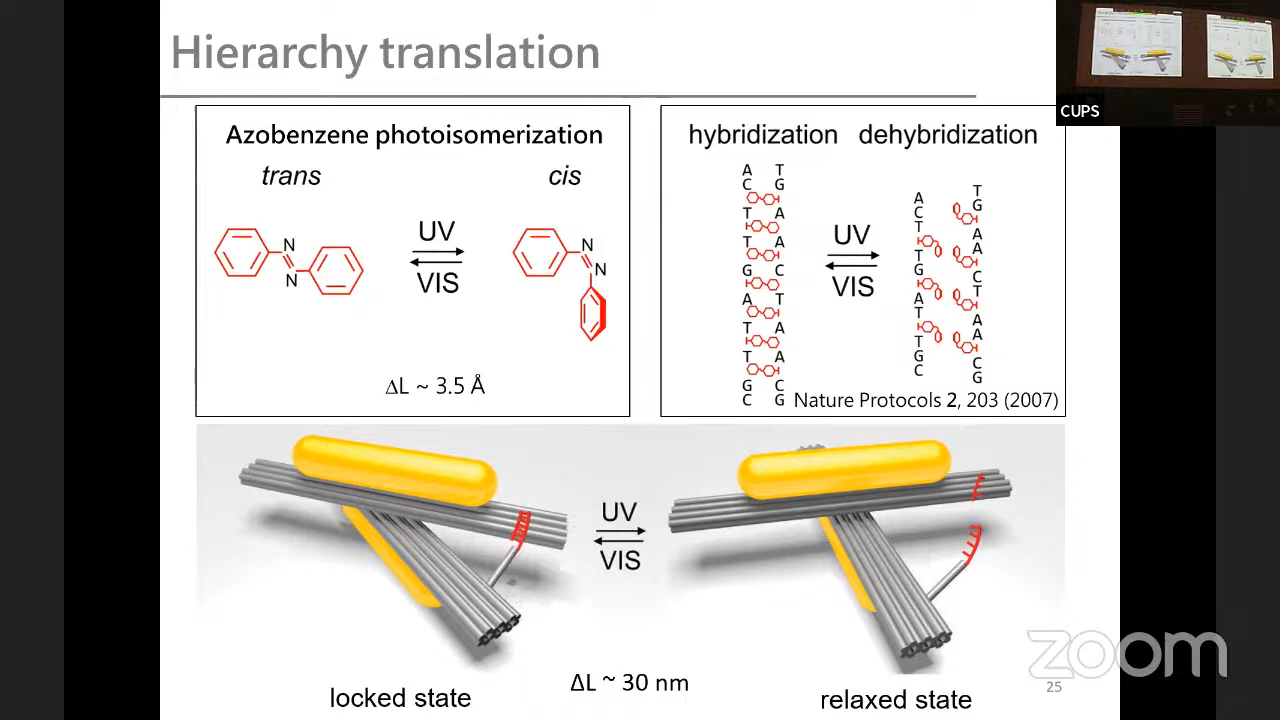 Hierarchy translation
CUPS
Azobenzene photoisomerization
trans
cis
N
N
UV
VIS
N
N
ΔL ~ 3.5 Å
hybridization
dehybridization
A T
C G
T A
T A
G C
A T
T A
T A
G C
C G
UV
VIS
A
C
T
T
G
A
T
T
G
C
T
G
A
A
C
T
A
A
C
G
Nature Protocols 2, 203 (2007)
UV
VIS
locked state
ΔL ~ 30 nm
relaxed state
zoom
25